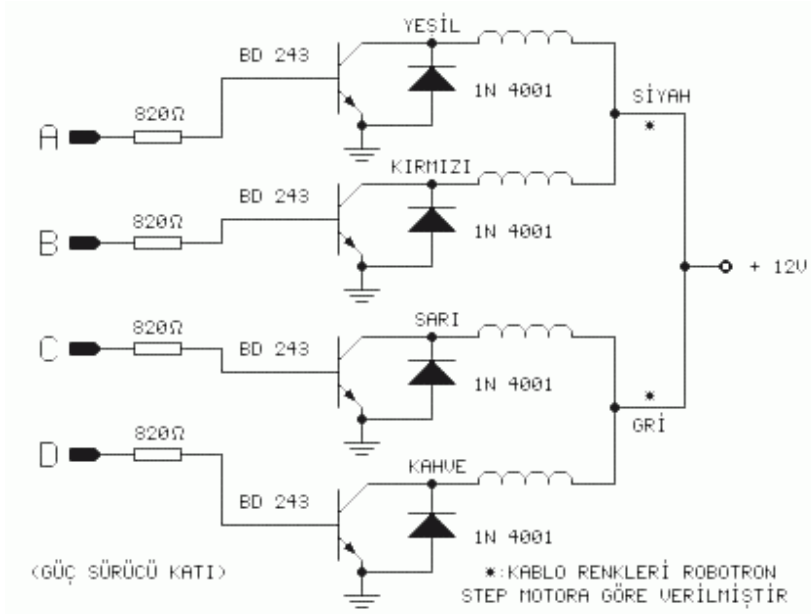 YESİL
BD 243
1N 4001
820Ω
A
SİYAH
*
KIRMIZI
BD 243
1N 4001
820Ω
B
+ 12V
SARI
820Ω
C
BD 243
1N 4001
*
GRİ
820Ω
D
KAHVE
BD 243
1N 4001
(GÜÇ SÜRÜCÜ KATI)
*:KABLO RENKLERİ ROBOTRON
STEP MOTORA GÖRE VERİLMİŞTİR